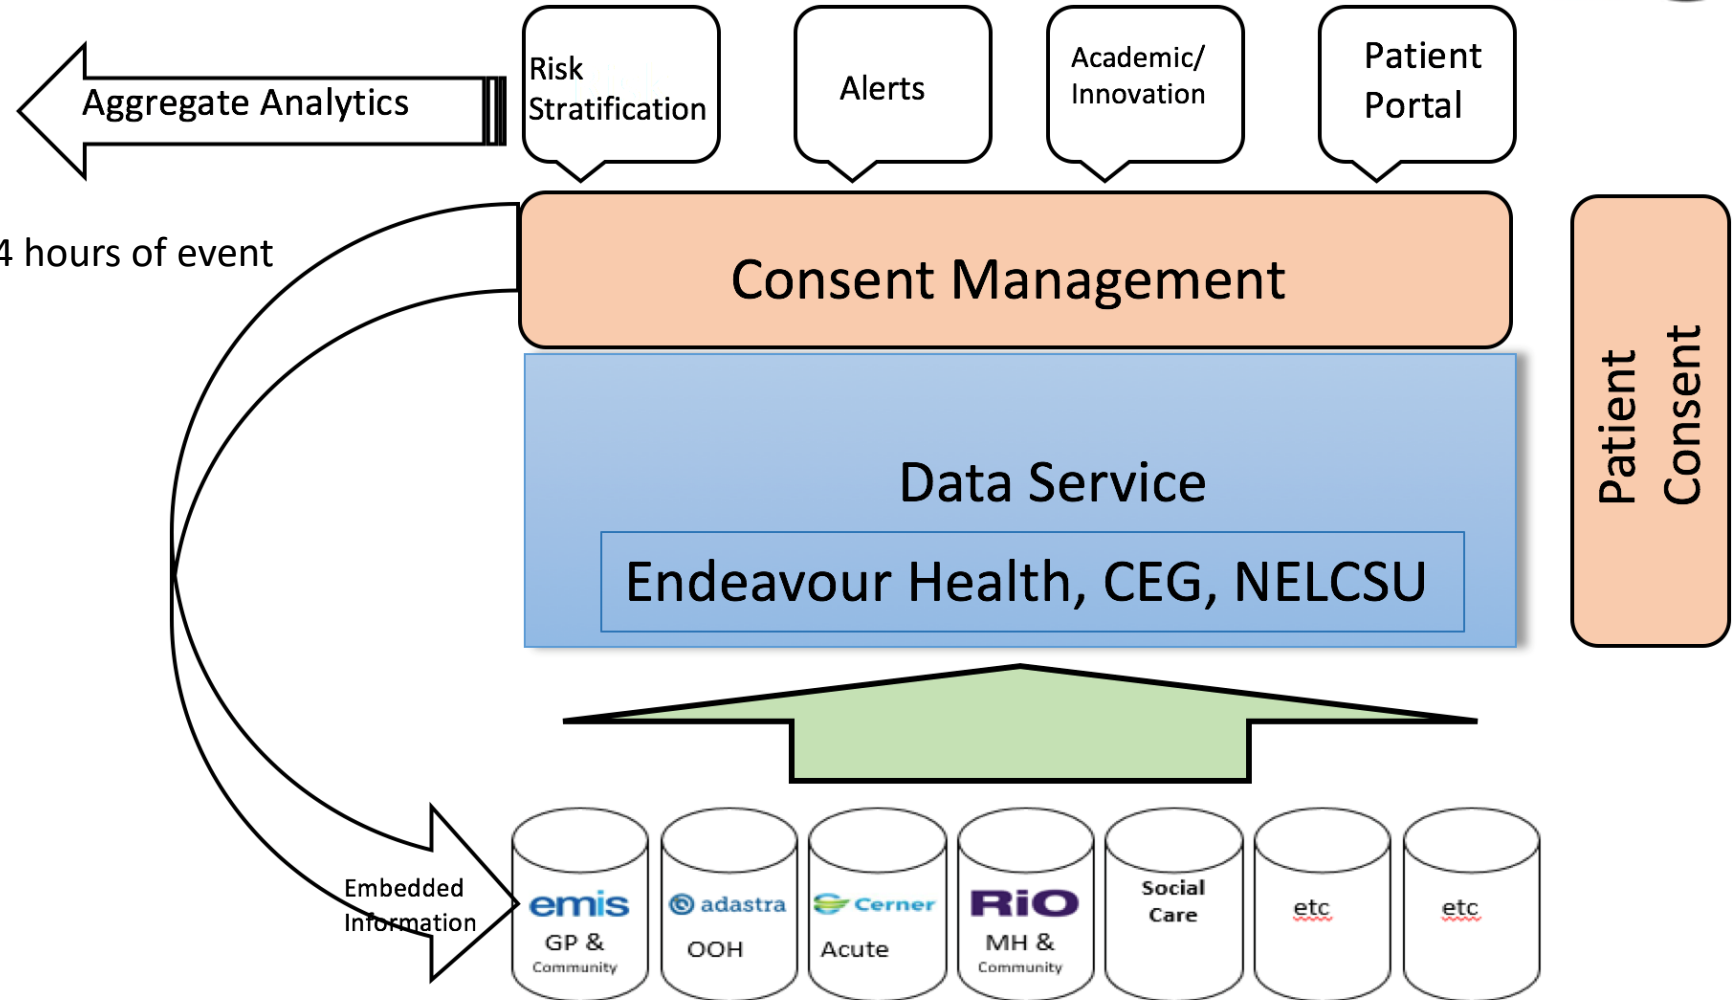 Aggregate Analytics
Risk
Stratification
Alerts
Academic/
Innovation
Patient
Portal
4 hours of event
Consent Management
Patient
Consent
Data Service
Endeavour Health, CEG, NELCSU
Embedded
Information
emis
GP &
Community
adastra
OOH
Cerner
Acute
RiO
MH &
Community
Social
Care
etc
etc